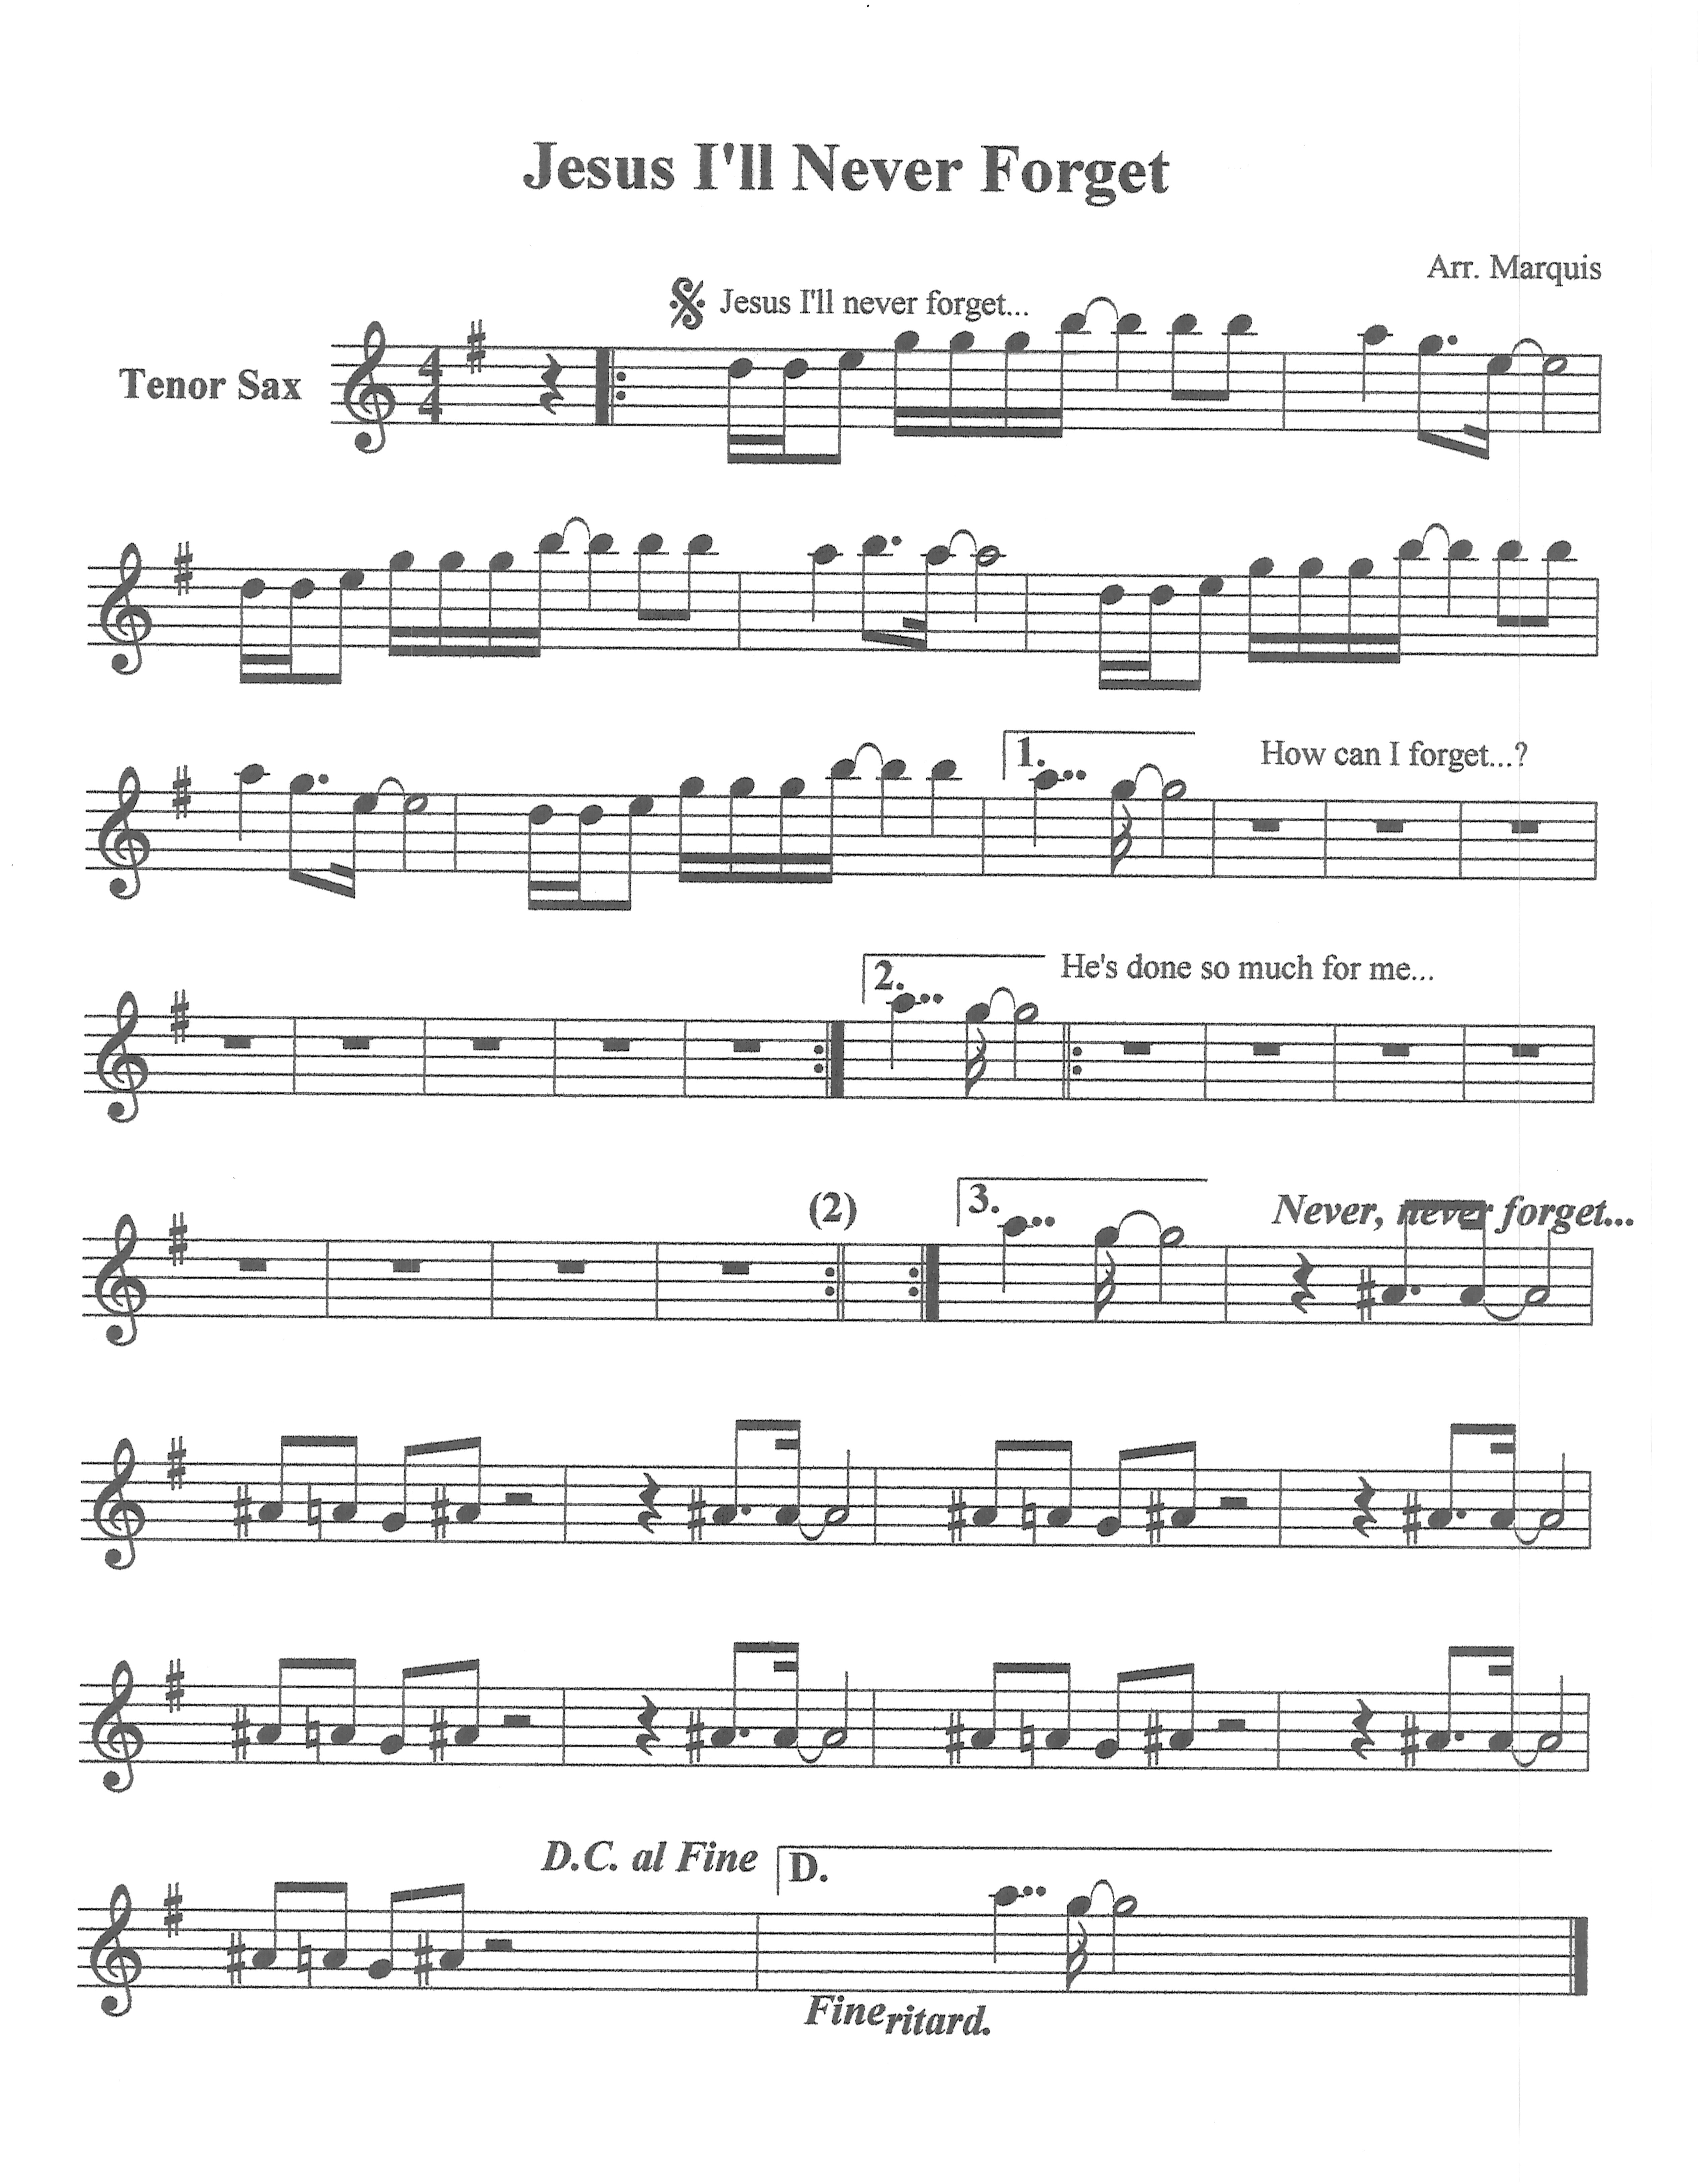 Jesus I'll Never Forget
Arr. Marquis
Jesus I'll never forget...
Tenor Sax
4
4
1.
How can I forget...?
2.
He's done so much for me...
(2)
3.
Never, never forget...
D.C. al Fine
D.
Fine ritard.